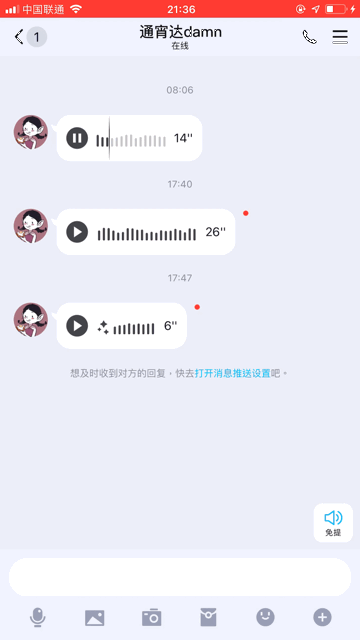 中国联通
21:36
1
通宵达damn
在线
08:06
14''
17:40
26''
17:47
6''
想及时收到对方的回复，快去打开消息推送设置吧。
免提